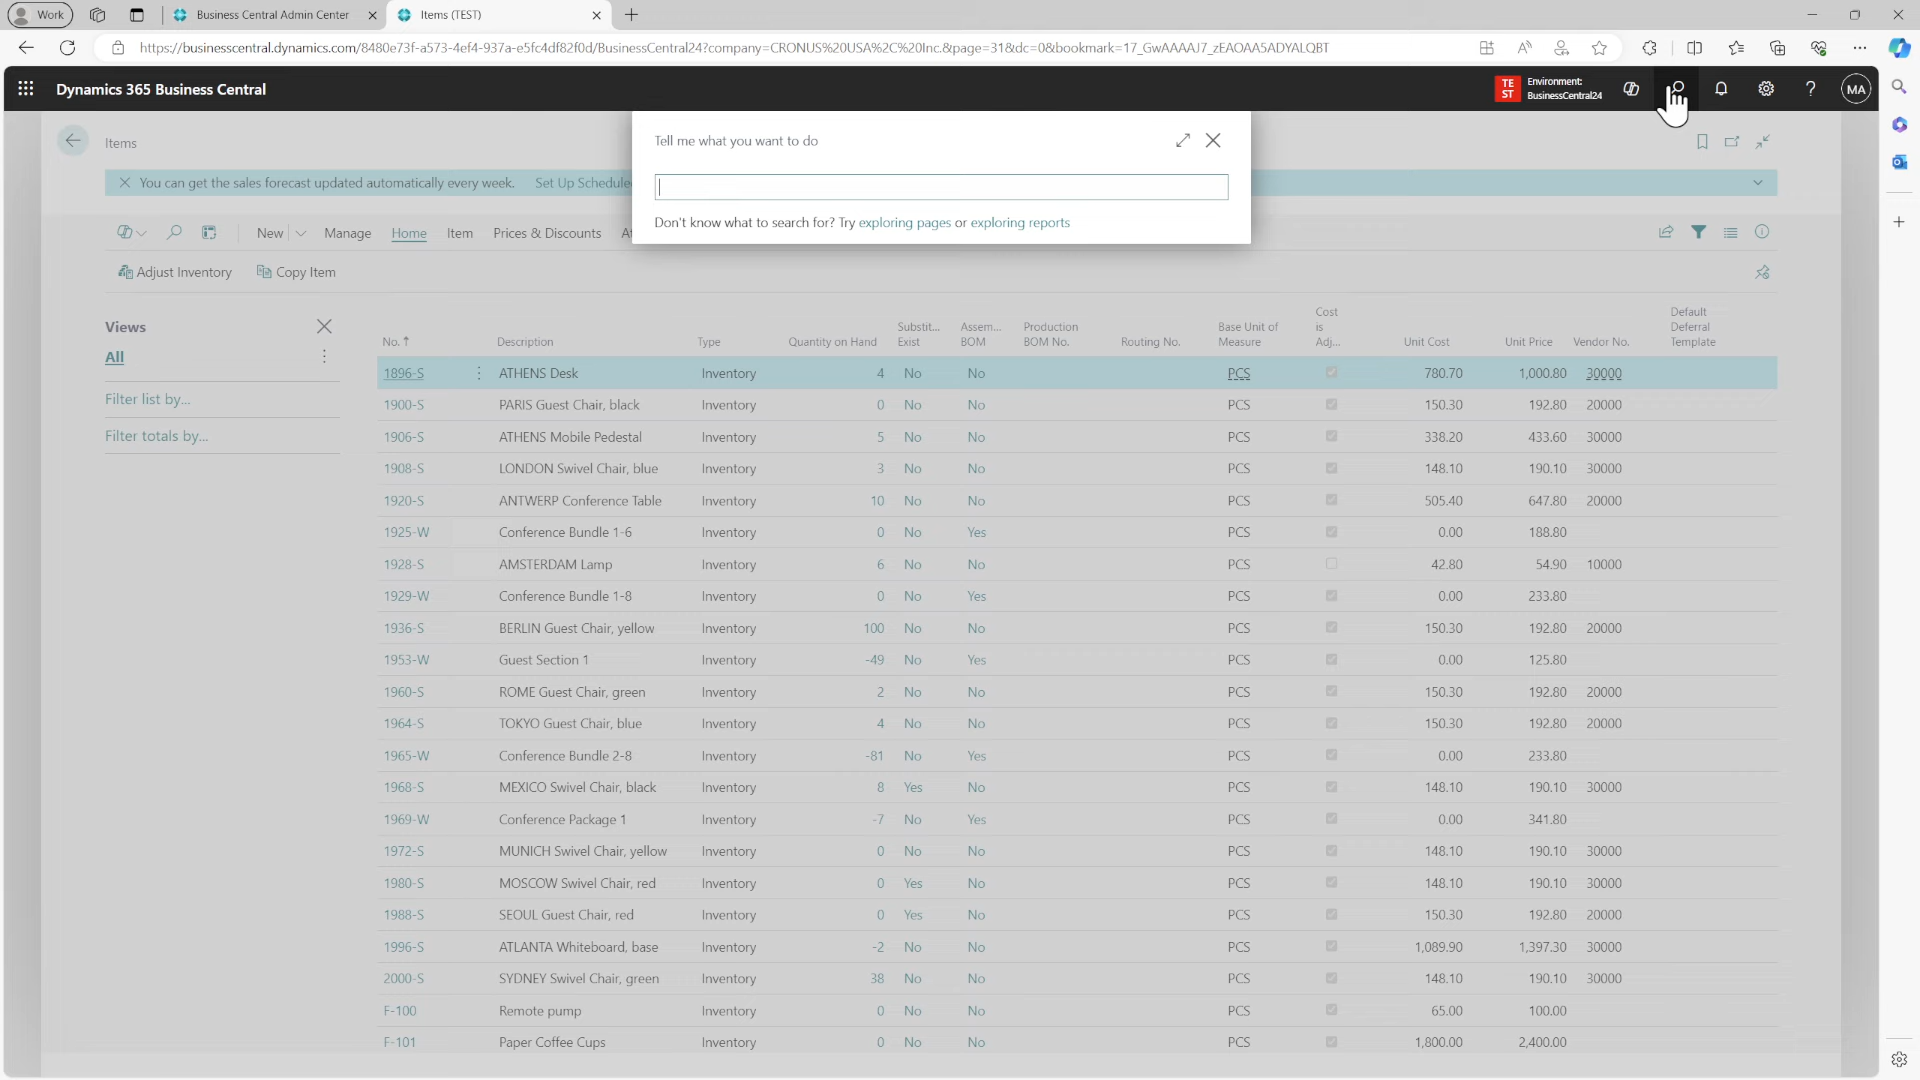 Work
Business Central Admin Center
Items (TEST)
https://businesscentral.dynamics.com/8480e73f-a573-4ef4-937a-e5fc4df82f0d/BusinessCentral24?company=CRONUS%20USA%2C%20Inc.&page=31&dc=0&bookmark=17_GwAAAAJ7_zEAOAA5ADYALQBT
Dynamics 365 Business Central
TE
ST
Environment:
BusinessCentral24
MA
Items
Tell me what you want to do
You can get the sales forecast updated automatically every week. Set Up Schedule
Don't know what to search for? Try exploring pages or exploring reports
New Manage Home Item Prices & Discounts
Adjust Inventory Copy Item
Views
All
Filter list by...
Filter totals by...
No. ↑ Description Type Quantity on Hand Substit... Exist Assem... BOM Production BOM No. Routing No. Base Unit of Measure Cost is Adj... Unit Cost Unit Price Vendor No. Default Deferral Template
1896-S ATHENS Desk Inventory 4 No No PCS 780.70 1,000.80 30000
1900-S PARIS Guest Chair, black Inventory 0 No No PCS 150.30 192.80 20000
1906-S ATHENS Mobile Pedestal Inventory 5 No No PCS 338.20 433.60 30000
1908-S LONDON Swivel Chair, blue Inventory 3 No No PCS 148.10 190.10 30000
1920-S ANTWERP Conference Table Inventory 10 No No PCS 505.40 647.80 20000
1925-W Conference Bundle 1-6 Inventory 0 No Yes PCS 0.00 188.80
1928-S AMSTERDAM Lamp Inventory 6 No No PCS 42.80 54.90 10000
1929-W Conference Bundle 1-8 Inventory 0 No Yes PCS 0.00 233.80
1936-S BERLIN Guest Chair, yellow Inventory 100 No No PCS 150.30 192.80 20000
1953-W Guest Section 1 Inventory -49 No Yes PCS 0.00 125.80
1960-S ROME Guest Chair, green Inventory 2 No No PCS 150.30 192.80 20000
1964-S TOKYO Guest Chair, blue Inventory 4 No No PCS 150.30 192.80 20000
1965-W Conference Bundle 2-8 Inventory -81 No Yes PCS 0.00 233.80
1968-S MEXICO Swivel Chair, black Inventory 8 Yes No PCS 148.10 190.10 30000
1969-W Conference Package 1 Inventory -7 No Yes PCS 0.00 341.80
1972-S MUNICH Swivel Chair, yellow Inventory 0 No No PCS 148.10 190.10 30000
1980-S MOSCOW Swivel Chair, red Inventory 0 Yes No PCS 148.10 190.10 30000
1988-S SEOUL Guest Chair, red Inventory 0 Yes No PCS 150.30 192.80 20000
1996-S ATLANTA Whiteboard, base Inventory -2 No No PCS 1,089.90 1,397.30 30000
2000-S SYDNEY Swivel Chair, green Inventory 38 No No PCS 148.10 190.10 30000
F-100 Remote pump Inventory 0 No No PCS 65.00 100.00
F-101 Paper Coffee Cups Inventory 0 No No PCS 1,800.00 2,400.00